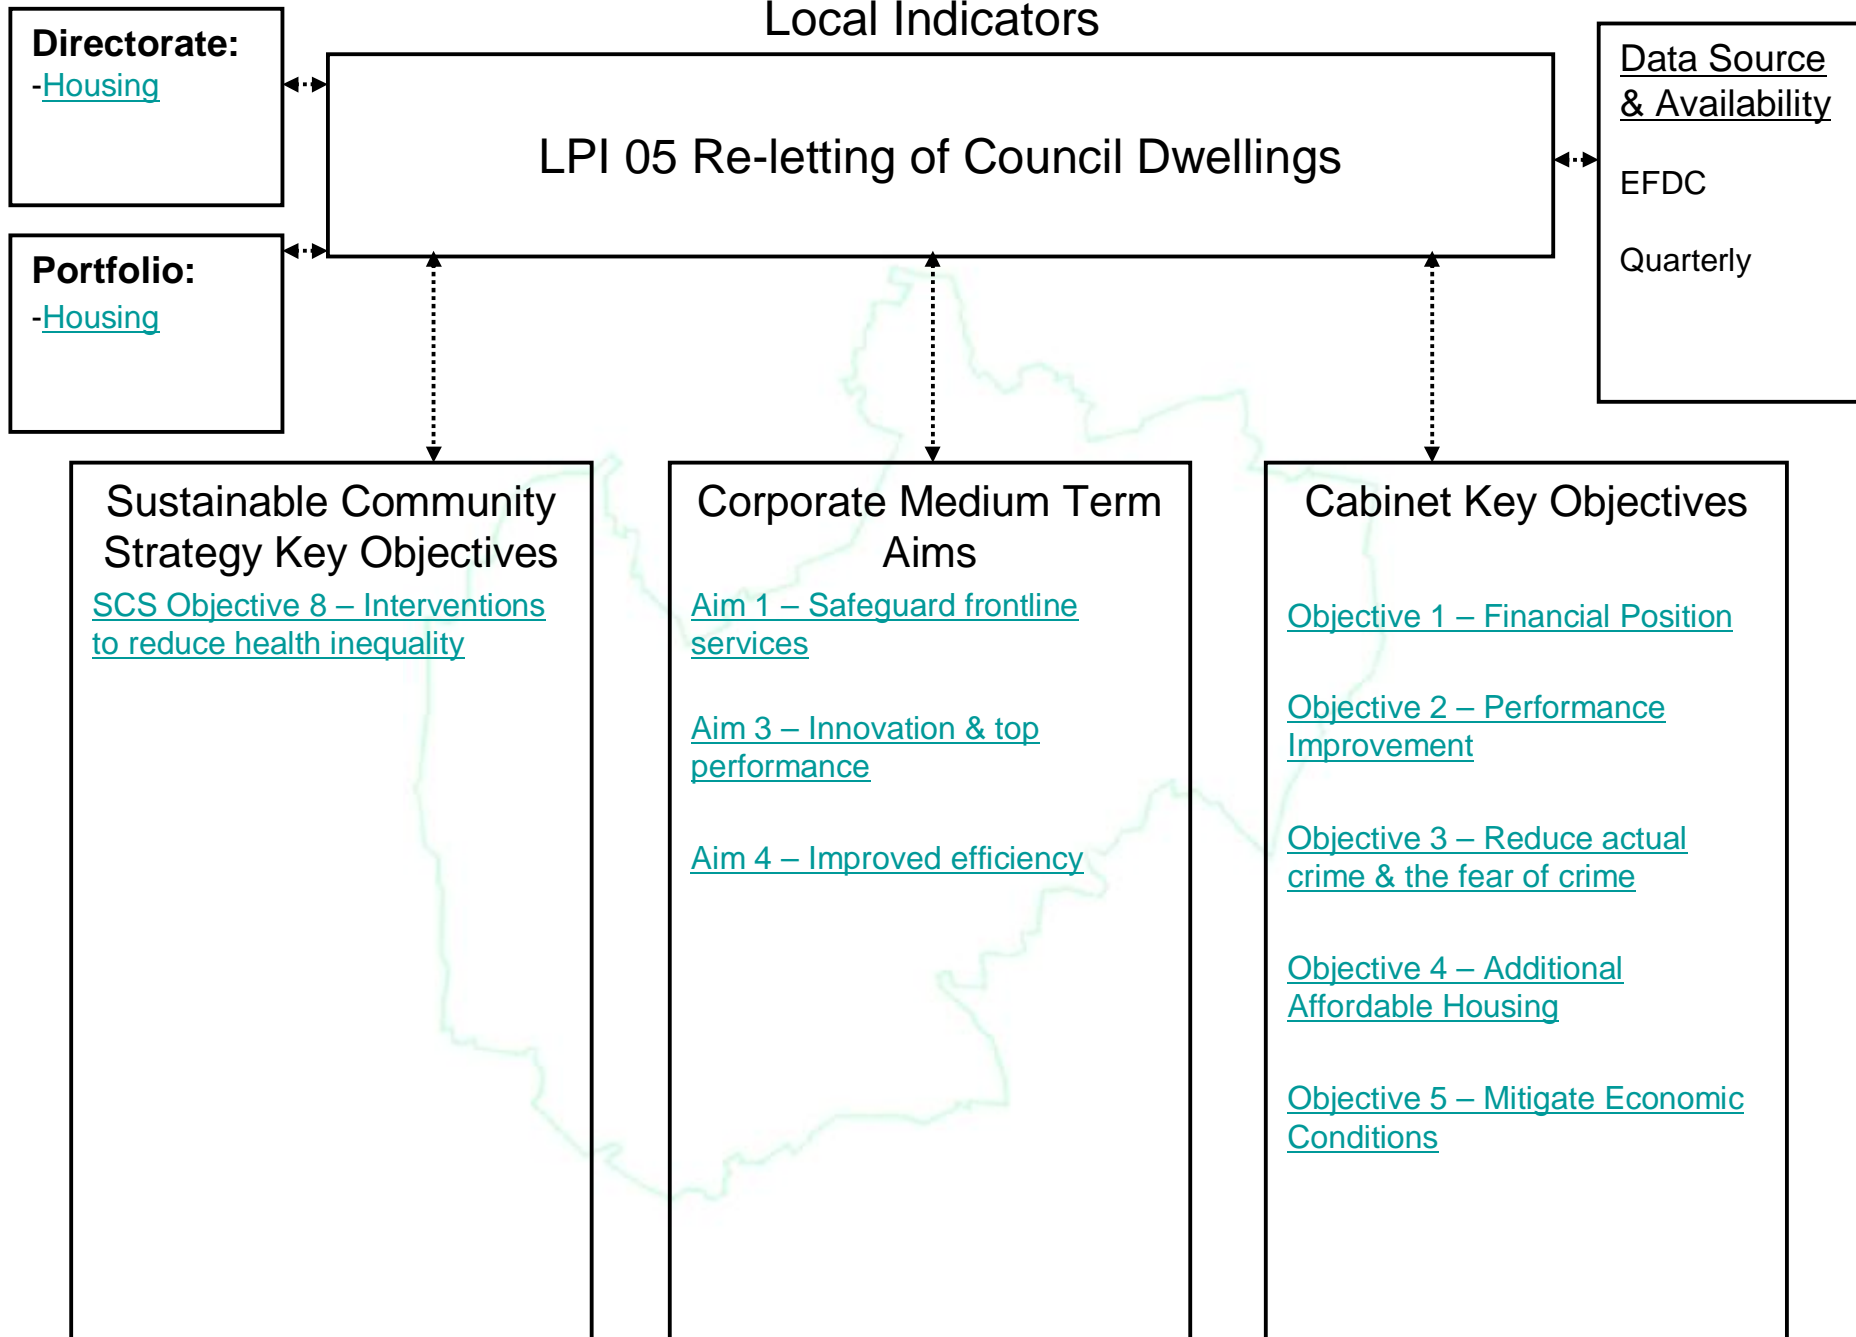 Local Indicators
Directorate:
-Housing
LPI 05 Re-letting of Council Dwellings
Data Source
& Availability
EFDC
Quarterly
Portfolio:
-Housing
Sustainable Community
Strategy Key Objectives
SCS Objective 8 – Interventions
to reduce health inequality
Corporate Medium Term
Aims
Aim 1 – Safeguard frontline
services
Aim 3 – Innovation & top
performance
Aim 4 – Improved efficiency
Cabinet Key Objectives
Objective 1 – Financial Position
Objective 2 – Performance
Improvement
Objective 3 – Reduce actual
crime & the fear of crime
Objective 4 – Additional
Affordable Housing
Objective 5 – Mitigate Economic
Conditions